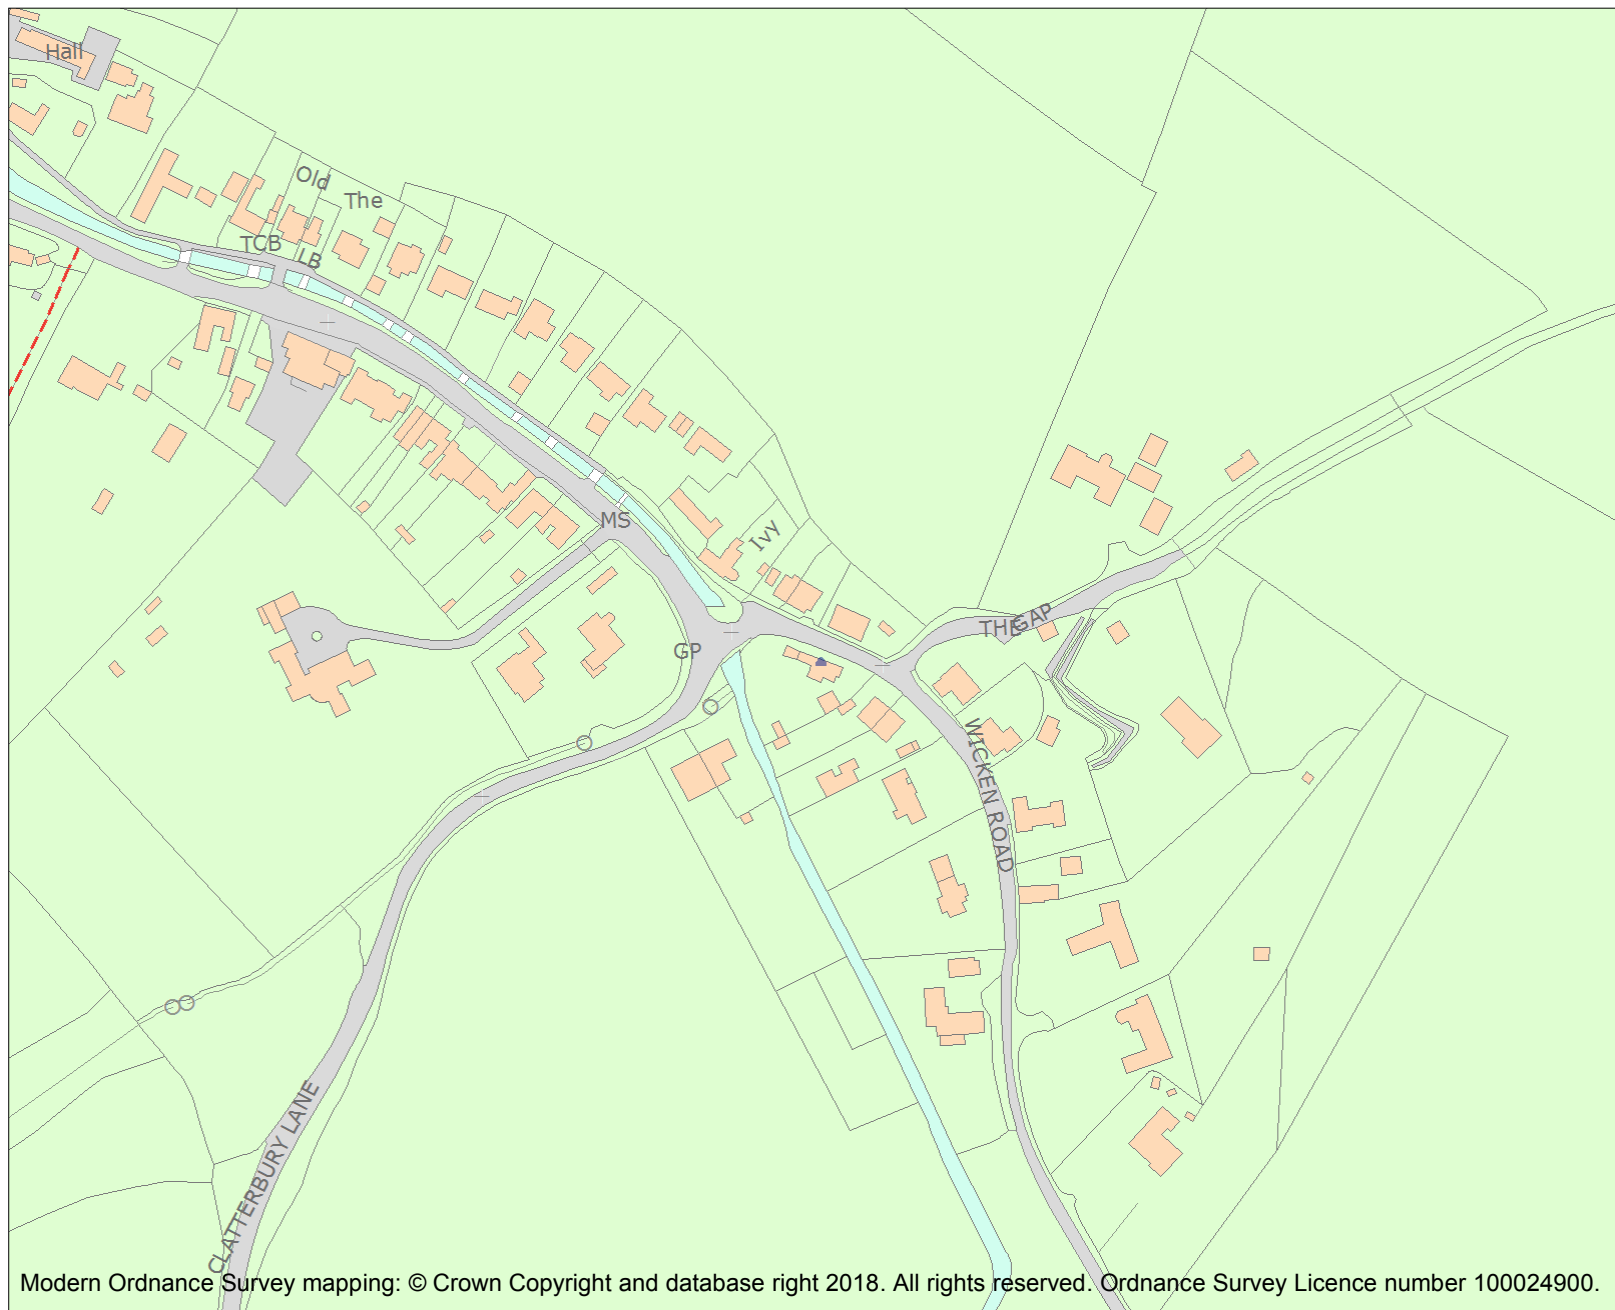 Hall
Old
The
TCB
LB
MS
Ivy
THE GAP
GP
WICKEN ROAD
CLATTERBURY LANE
Modern Ordnance Survey mapping: © Crown Copyright and database right 2018. All rights reserved. Ordnance Survey Licence number 100024900.